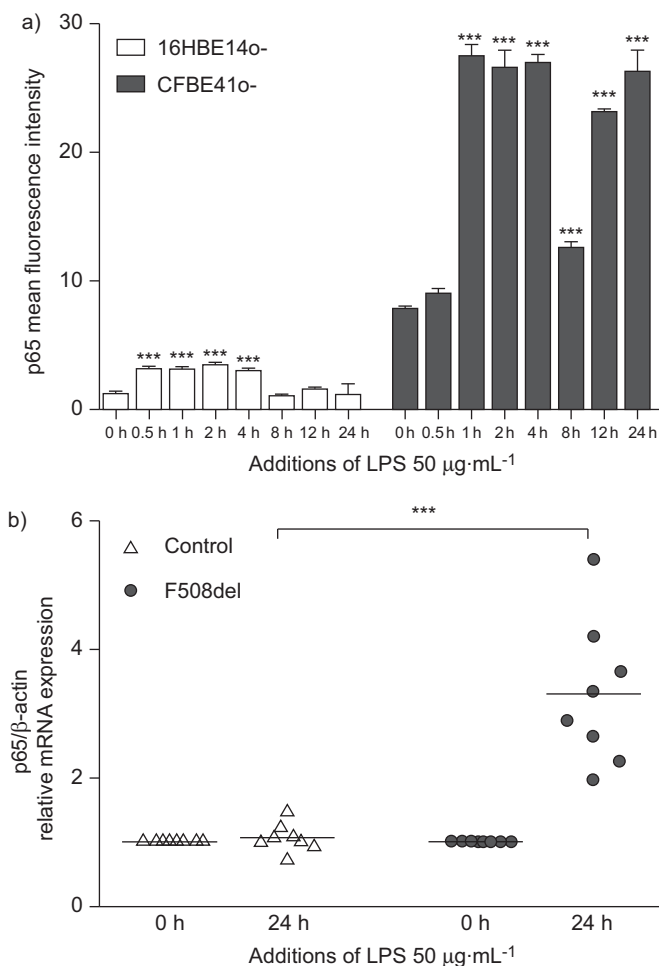 a)
30
20
10
0
p65 mean fluorescence intensity
16HBE14o-
CFBE41o-
*** *** *** ***
*** *** *** *** *** ***
0 h 0.5 h 1 h 2 h 4 h 8 h 12 h 24 h 0 h 0.5 h 1 h 2 h 4 h 8 h 12 h 24 h
Additions of LPS 50 µg·mL⁻¹
b)
6
4
2
0
p65/β-actin
relative mRNA expression
Control
F508del
***
0 h 24 h 0 h 24 h
Additions of LPS 50 µg·mL⁻¹